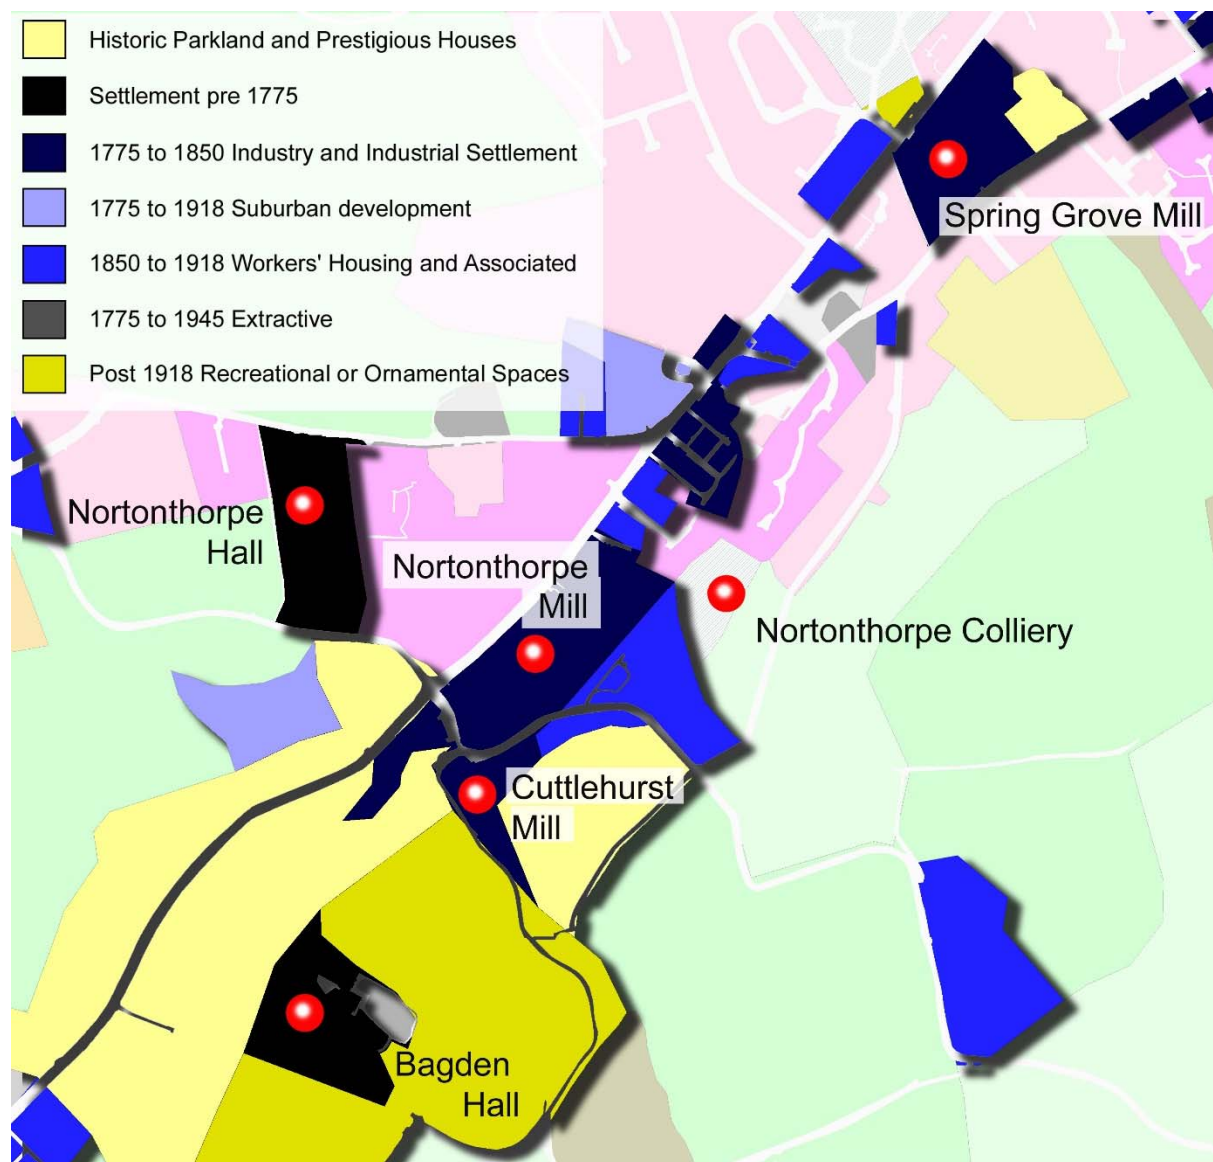 Historic Parkland and Prestigious Houses
Settlement pre 1775
1775 to 1850 Industry and Industrial Settlement
1775 to 1918 Suburban development
1850 to 1918 Workers' Housing and Associated
1775 to 1945 Extractive
Post 1918 Recreational or Ornamental Spaces
Spring Grove Mill
Nortonthorpe
Hall
Nortonthorpe
Mill
Nortonthorpe Colliery
Cuttlehurst
Mill
Bagden
Hall